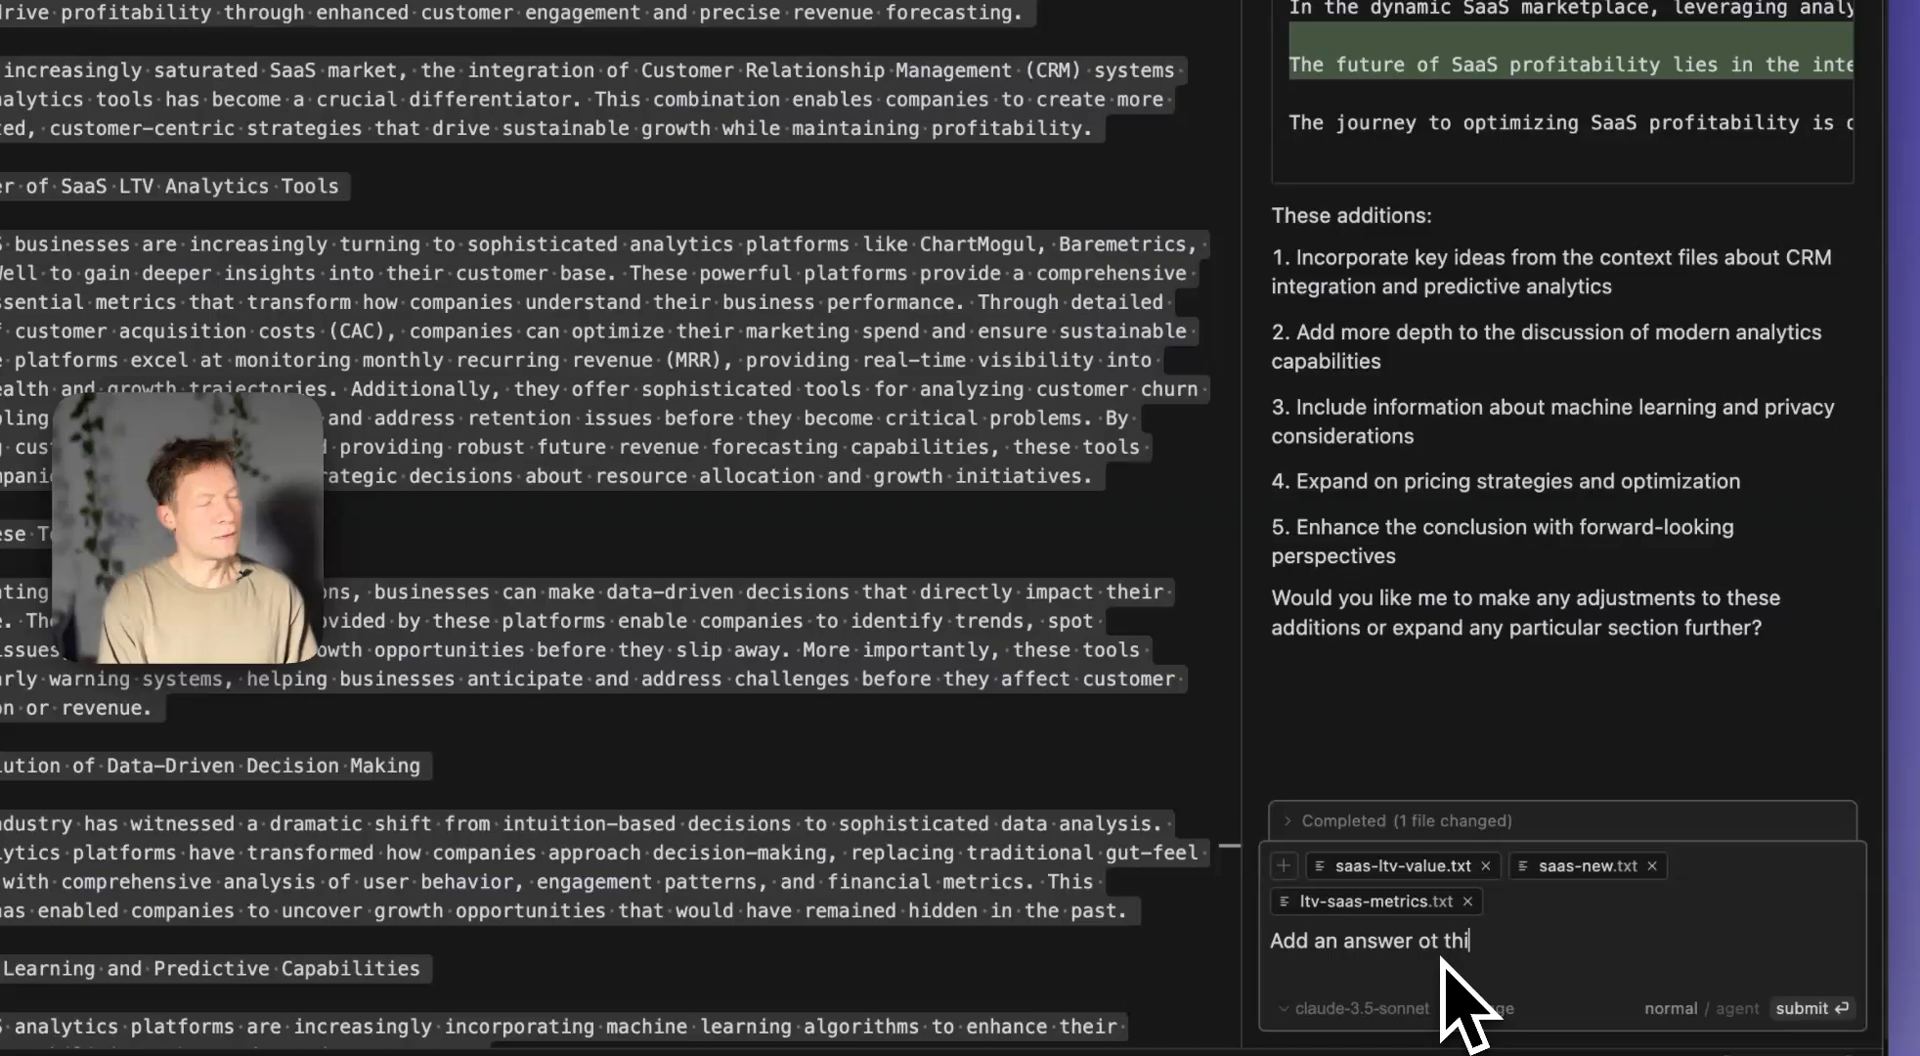 rive profitability through enhanced customer engagement and precise revenue forecasting.
increasingly saturated SaaS market, the integration of Customer Relationship Management (CRM) systems
alytics tools has become a crucial differentiator. This combination enables companies to create more
ed, customer-centric strategies that drive sustainable growth while maintaining profitability.
er of SaaS LTV Analytics Tools
S businesses are increasingly turning to sophisticated analytics platforms like ChartMogul, Baremetrics,
Well to gain deeper insights into their customer base. These powerful platforms provide a comprehensive
ssential metrics that transform how companies understand their business performance. Through detailed
f customer acquisition costs (CAC), companies can optimize their marketing spend and ensure sustainable
e platforms excel at monitoring monthly recurring revenue (MRR), providing real-time visibility into
ealth and growth trajectories. Additionally, they offer sophisticated tools for analyzing customer churn
and address retention issues before they become critical problems. By
g cust providing robust future revenue forecasting capabilities, these tools
mpanie rategic decisions about resource allocation and growth initiatives.
ese To
ating ons, businesses can make data-driven decisions that directly impact their
e. The vided by these platforms enable companies to identify trends, spot
issues, owth opportunities before they slip away. More importantly, these tools
arly warning systems, helping businesses anticipate and address challenges before they affect customer
on or revenue.
lution of Data-Driven Decision Making
ndustry has witnessed a dramatic shift from intuition-based decisions to sophisticated data analysis.
lytics platforms have transformed how companies approach decision-making, replacing traditional gut-feel
with comprehensive analysis of user behavior, engagement patterns, and financial metrics. This
has enabled companies to uncover growth opportunities that would have remained hidden in the past.
Learning and Predictive Capabilities
S analytics platforms are increasingly incorporating machine learning algorithms to enhance their
In the dynamic SaaS marketplace, leveraging analy
The future of SaaS profitability lies in the inte
The journey to optimizing SaaS profitability is o
These additions:
1. Incorporate key ideas from the context files about CRM
integration and predictive analytics
2. Add more depth to the discussion of modern analytics
capabilities
3. Include information about machine learning and privacy
considerations
4. Expand on pricing strategies and optimization
5. Enhance the conclusion with forward-looking
perspectives
Would you like me to make any adjustments to these
additions or expand any particular section further?
Completed (1 file changed)
saas-ltv-value.txt × saas-new.txt ×
ltv-saas-metrics.txt ×
Add an answer ot thi
claude-3.5-sonnet normal / agent submit